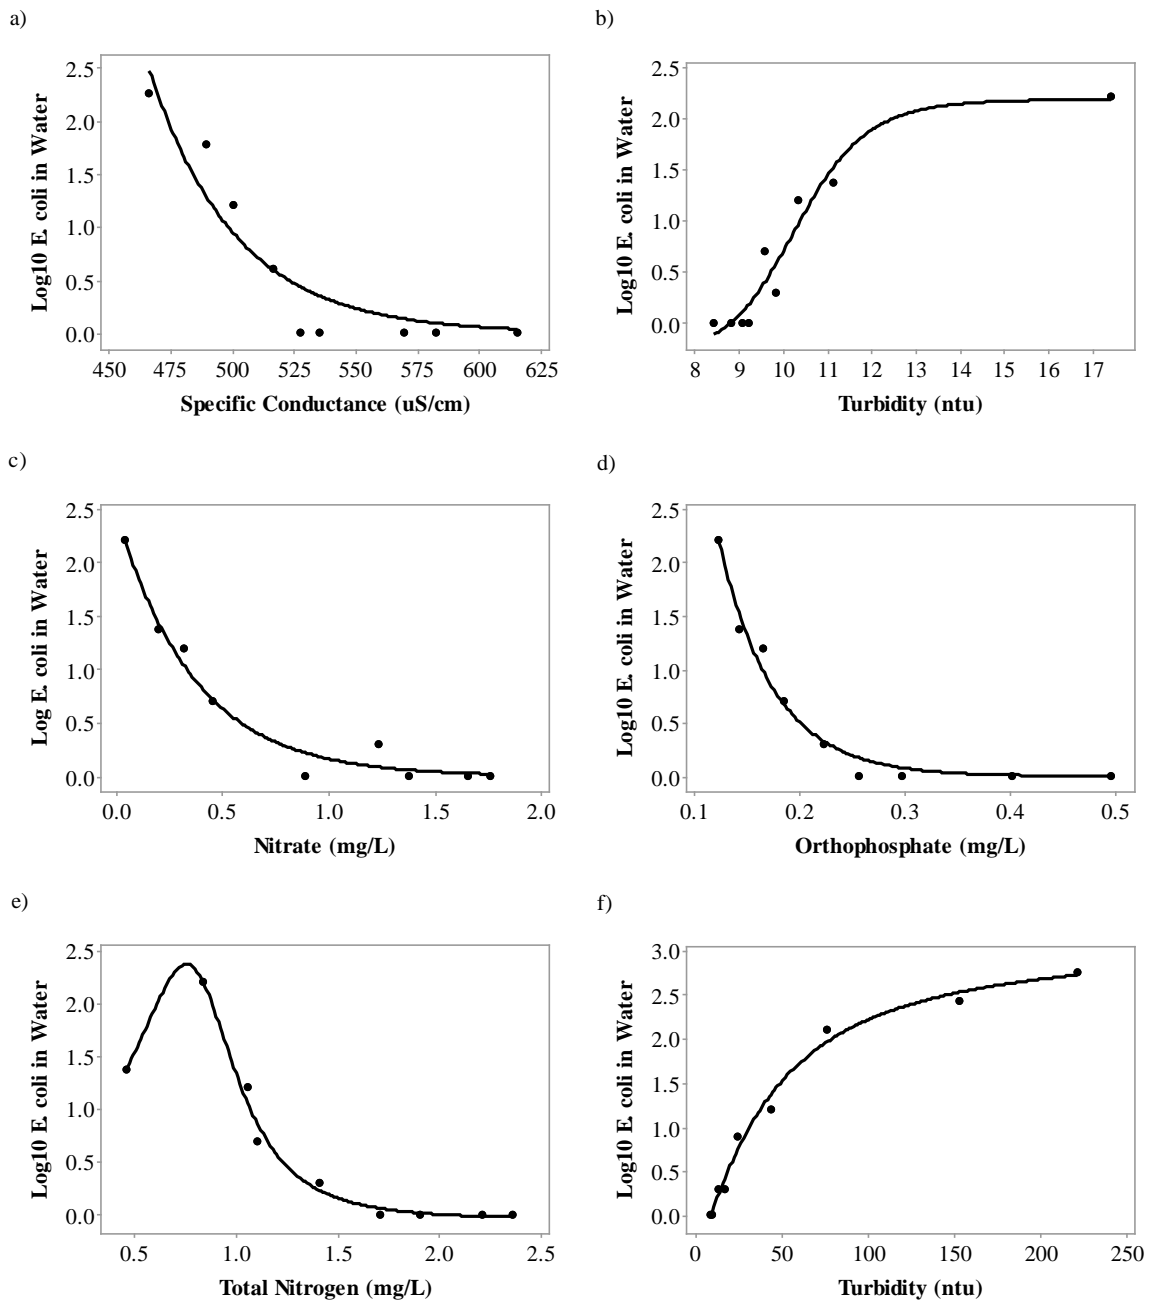 a)
Log10 E. coli in Water
2.5
2.0
1.5
1.0
0.5
0.0
450 475 500 525 550 575 600 625
Specific Conductance (uS/cm)
b)
Log10 E. coli in Water
2.5
2.0
1.5
1.0
0.5
0.0
8 9 10 11 12 13 14 15 16 17
Turbidity (ntu)
c)
Log E. coli in Water
2.5
2.0
1.5
1.0
0.5
0.0
0.0 0.5 1.0 1.5 2.0
Nitrate (mg/L)
d)
Log10 E. coli in Water
2.5
2.0
1.5
1.0
0.5
0.0
0.1 0.2 0.3 0.4 0.5
Orthophosphate (mg/L)
e)
Log10 E. coli in Water
2.5
2.0
1.5
1.0
0.5
0.0
0.5 1.0 1.5 2.0 2.5
Total Nitrogen (mg/L)
f)
Log10 E. coli in Water
3.0
2.5
2.0
1.5
1.0
0.5
0.0
0 50 100 150 200 250
Turbidity (ntu)